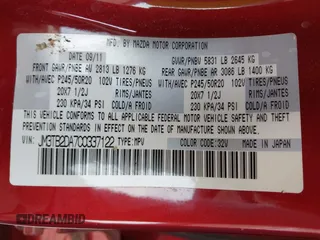 MFD. BY MAZDA MOTOR CORPORATION
DATE 09/11 GVWR/PNBV 5831 LB 2645 KG
FRONT GAWR/PNBE AV 2813 LB 1276 KG REAR GAWR/PNBE AR 3086 LB 1400 KG
WITH/AVEC P245/50R20 102V TIRES/PNEUS WITH/AVEC P245/50R20 102V TIRES/PNEUS
20X7 1/2J RIMS/JANTES 20X7 1/2J
230 KPA/34 PSI COLD/A FROID 230 KPA/34 PSI COLD/A FROID
THIS VEHICLE CONFORMS TO ALL APPLICABLE FEDERAL MOTOR VEHICLE
SAFETY, BUMPER, AND THEFT PREVENTION STANDARDS IN EFFECT ON THE
DATE OF MANUFACTURE SHOWN ABOVE.
VIN: JM3TB2DA7C0337122 TYPE:MPV COLOR CODE:32V MADE IN JAPAN
DREAMBID